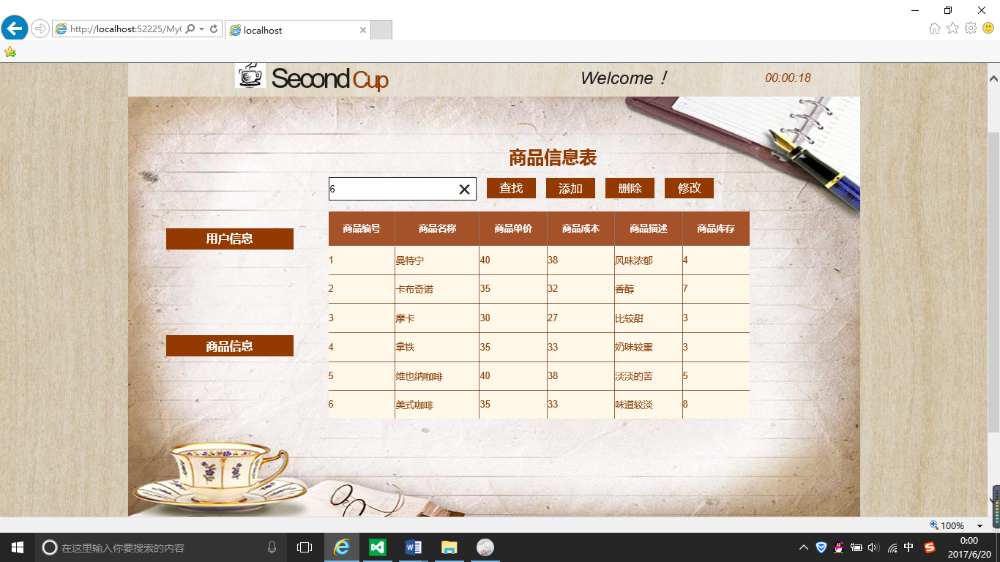 http://localhost:52225/My
localhost
Second Cup
Welcome！
00:00:18
商品信息表
6
查找 添加 删除 修改
商品编号 商品名称 商品单价 商品成本 商品描述 商品库存
1 曼特宁 40 38 风味浓郁 4
2 卡布奇诺 35 32 香醇 7
3 摩卡 30 27 比较甜 3
4 拿铁 35 33 奶味较重 3
5 维也纳咖啡 40 38 淡淡的苦 5
6 美式咖啡 35 33 味道较淡 8
用户信息
商品信息
100%
在这里输入你要搜索的内容
中
0:00
2017/6/20